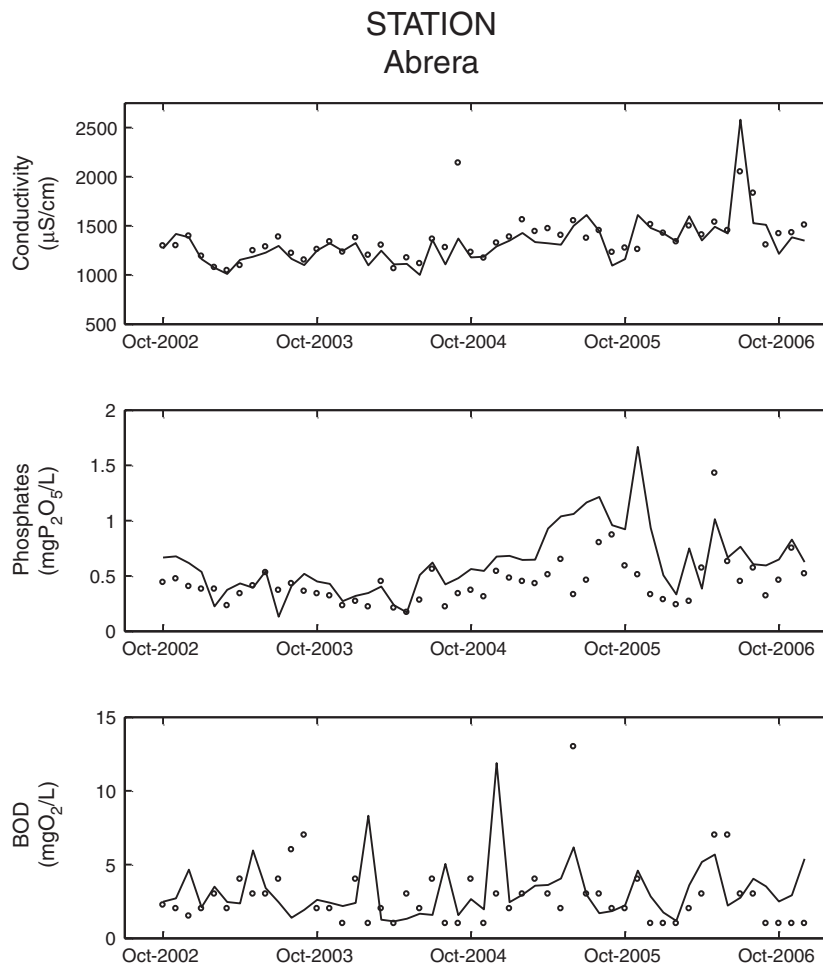 STATION
Abrera
Conductivity
(µS/cm)
2500
2000
1500
1000
500
Oct-2002 Oct-2003 Oct-2004 Oct-2005 Oct-2006
Phosphates
(mgP₂O₅/L)
2
1.5
1
0.5
0
Oct-2002 Oct-2003 Oct-2004 Oct-2005 Oct-2006
BOD
(mgO₂/L)
15
10
5
0
Oct-2002 Oct-2003 Oct-2004 Oct-2005 Oct-2006